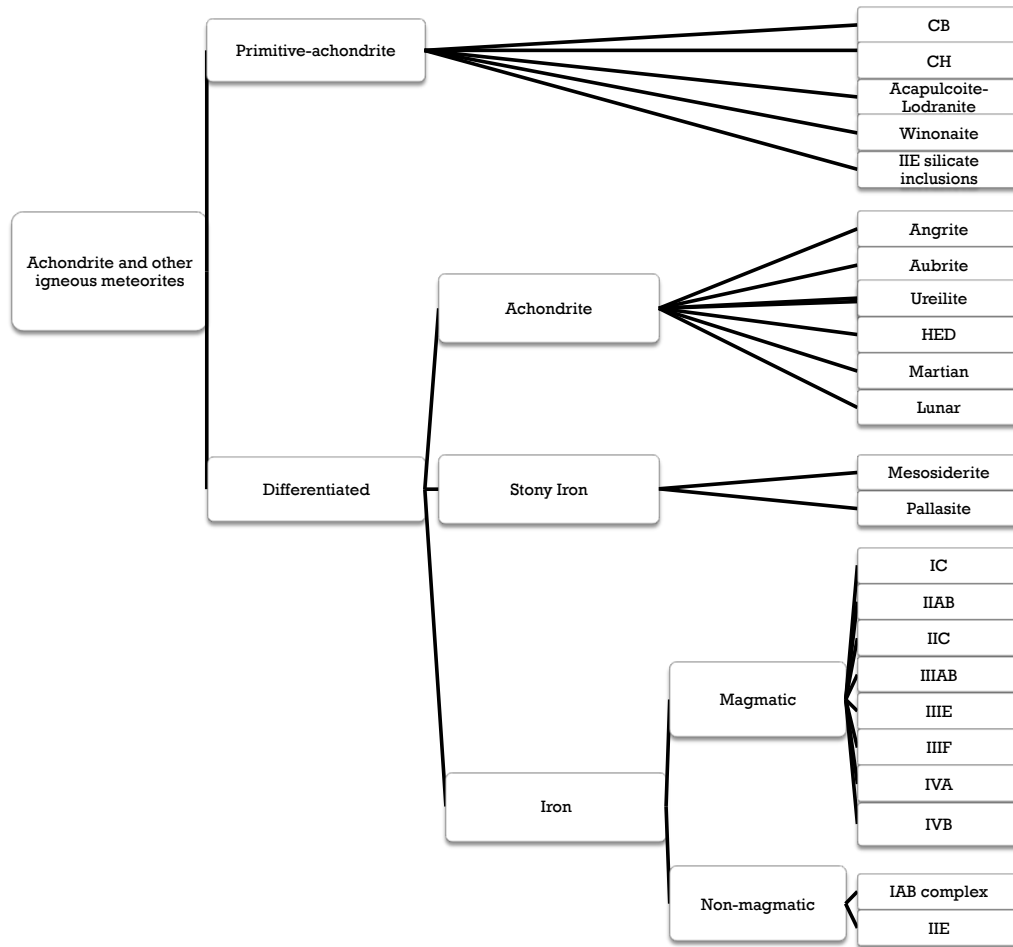 Achondrite and other
igneous meteorites
Primitive-achondrite
CB
CH
Acapulcoite-
Lodranite
Winonaite
IIE silicate
inclusions
Differentiated
Achondrite
Angrite
Aubrite
Ureilite
HED
Martian
Lunar
Stony Iron
Mesosiderite
Pallasite
Iron
Magmatic
IC
IIAB
IIC
IIIAB
IIIE
IIIF
IVA
IVB
Non-magmatic
IAB complex
IIE